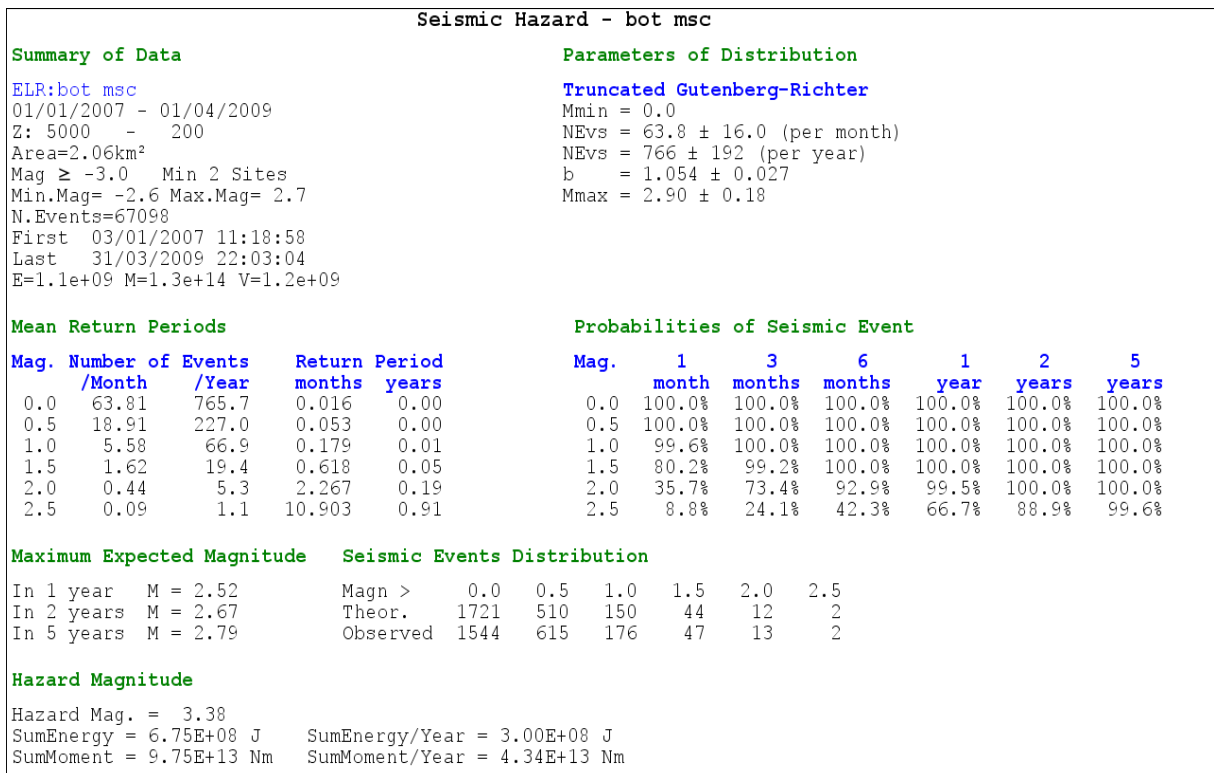 Seismic Hazard - bot msc
Summary of Data
ELR:bot msc
01/01/2007 - 01/04/2009
Z: 5000 - 200
Area=2.06km²
Mag ≥ -3.0 Min 2 Sites
Min.Mag= -2.6 Max.Mag= 2.7
N.Events=67098
First 03/01/2007 11:18:58
Last 31/03/2009 22:03:04
E=1.1e+09 M=1.3e+14 V=1.2e+09
Parameters of Distribution
Truncated Gutenberg-Richter
Mmin = 0.0
NEvs = 63.8 ± 16.0 (per month)
NEvs = 766 ± 192 (per year)
b = 1.054 ± 0.027
Mmax = 2.90 ± 0.18
Mean Return Periods
Mag. Number of Events Return Period
/Month /Year months years
0.0 63.81 765.7 0.016 0.00
0.5 18.91 227.0 0.053 0.00
1.0 5.58 66.9 0.179 0.01
1.5 1.62 19.4 0.618 0.05
2.0 0.44 5.3 2.267 0.19
2.5 0.09 1.1 10.903 0.91
Probabilities of Seismic Event
Mag. 1 3 6 1 2 5
month months months year years years
0.0 100.0% 100.0% 100.0% 100.0% 100.0% 100.0%
0.5 100.0% 100.0% 100.0% 100.0% 100.0% 100.0%
1.0 99.6% 100.0% 100.0% 100.0% 100.0% 100.0%
1.5 80.2% 99.2% 100.0% 100.0% 100.0% 100.0%
2.0 35.7% 73.4% 92.9% 99.5% 100.0% 100.0%
2.5 8.8% 24.1% 42.3% 66.7% 88.9% 99.6%
Maximum Expected Magnitude
In 1 year M = 2.52
In 2 years M = 2.67
In 5 years M = 2.79
Seismic Events Distribution
Magn > 0.0 0.5 1.0 1.5 2.0 2.5
Theor. 1721 510 150 44 12 2
Observed 1544 615 176 47 13 2
Hazard Magnitude
Hazard Mag. = 3.38
SumEnergy = 6.75E+08 J SumEnergy/Year = 3.00E+08 J
SumMoment = 9.75E+13 Nm SumMoment/Year = 4.34E+13 Nm